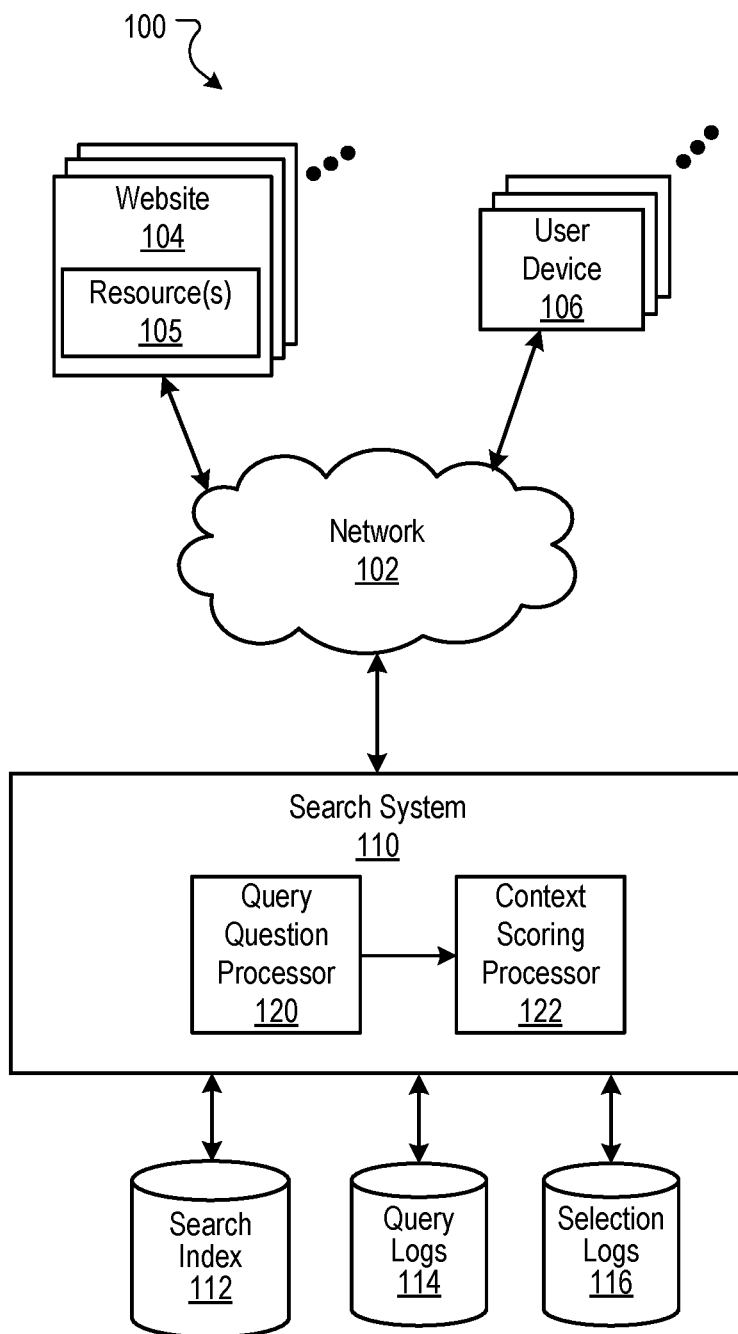 100
Website
104
Resource(s)
105
User
Device
106
Network
102
Search System
110
Query
Question
Processor
120
Context
Scoring
Processor
122
Search
Index
112
Query
Logs
114
Selection
Logs
116